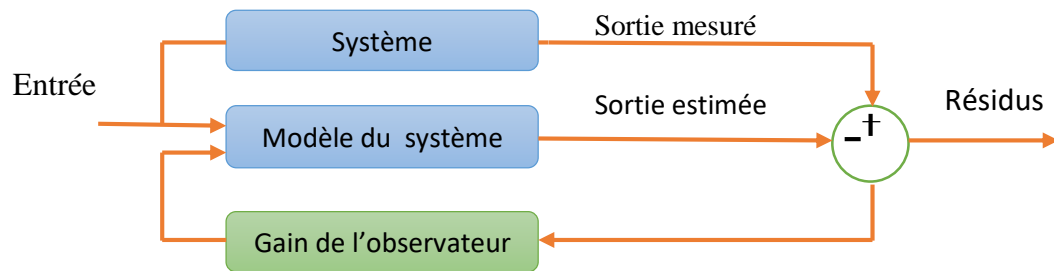 Système
Sortie mesuré
Entrée
Sortie estimée
Résidus
Modèle du système
- +
Gain de l'observateur